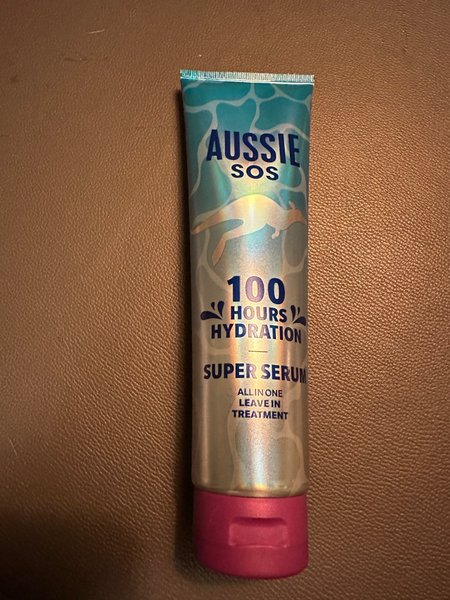 AUSSIE
SOS
100
HOURS
HYDRATION
SUPER SERUM
ALL IN ONE
LEAVE IN
TREATMENT